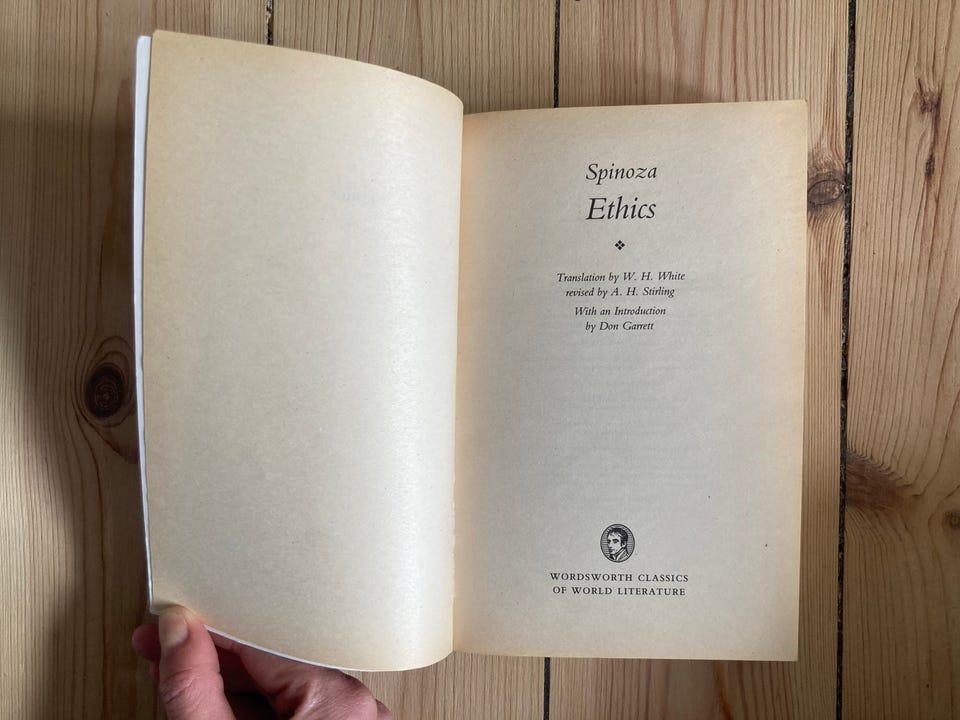 Spinoza
Ethics
Translation by W. H. White
revised by A. H. Stirling
With an Introduction
by Don Garrett
WORDSWORTH CLASSICS
OF WORLD LITERATURE